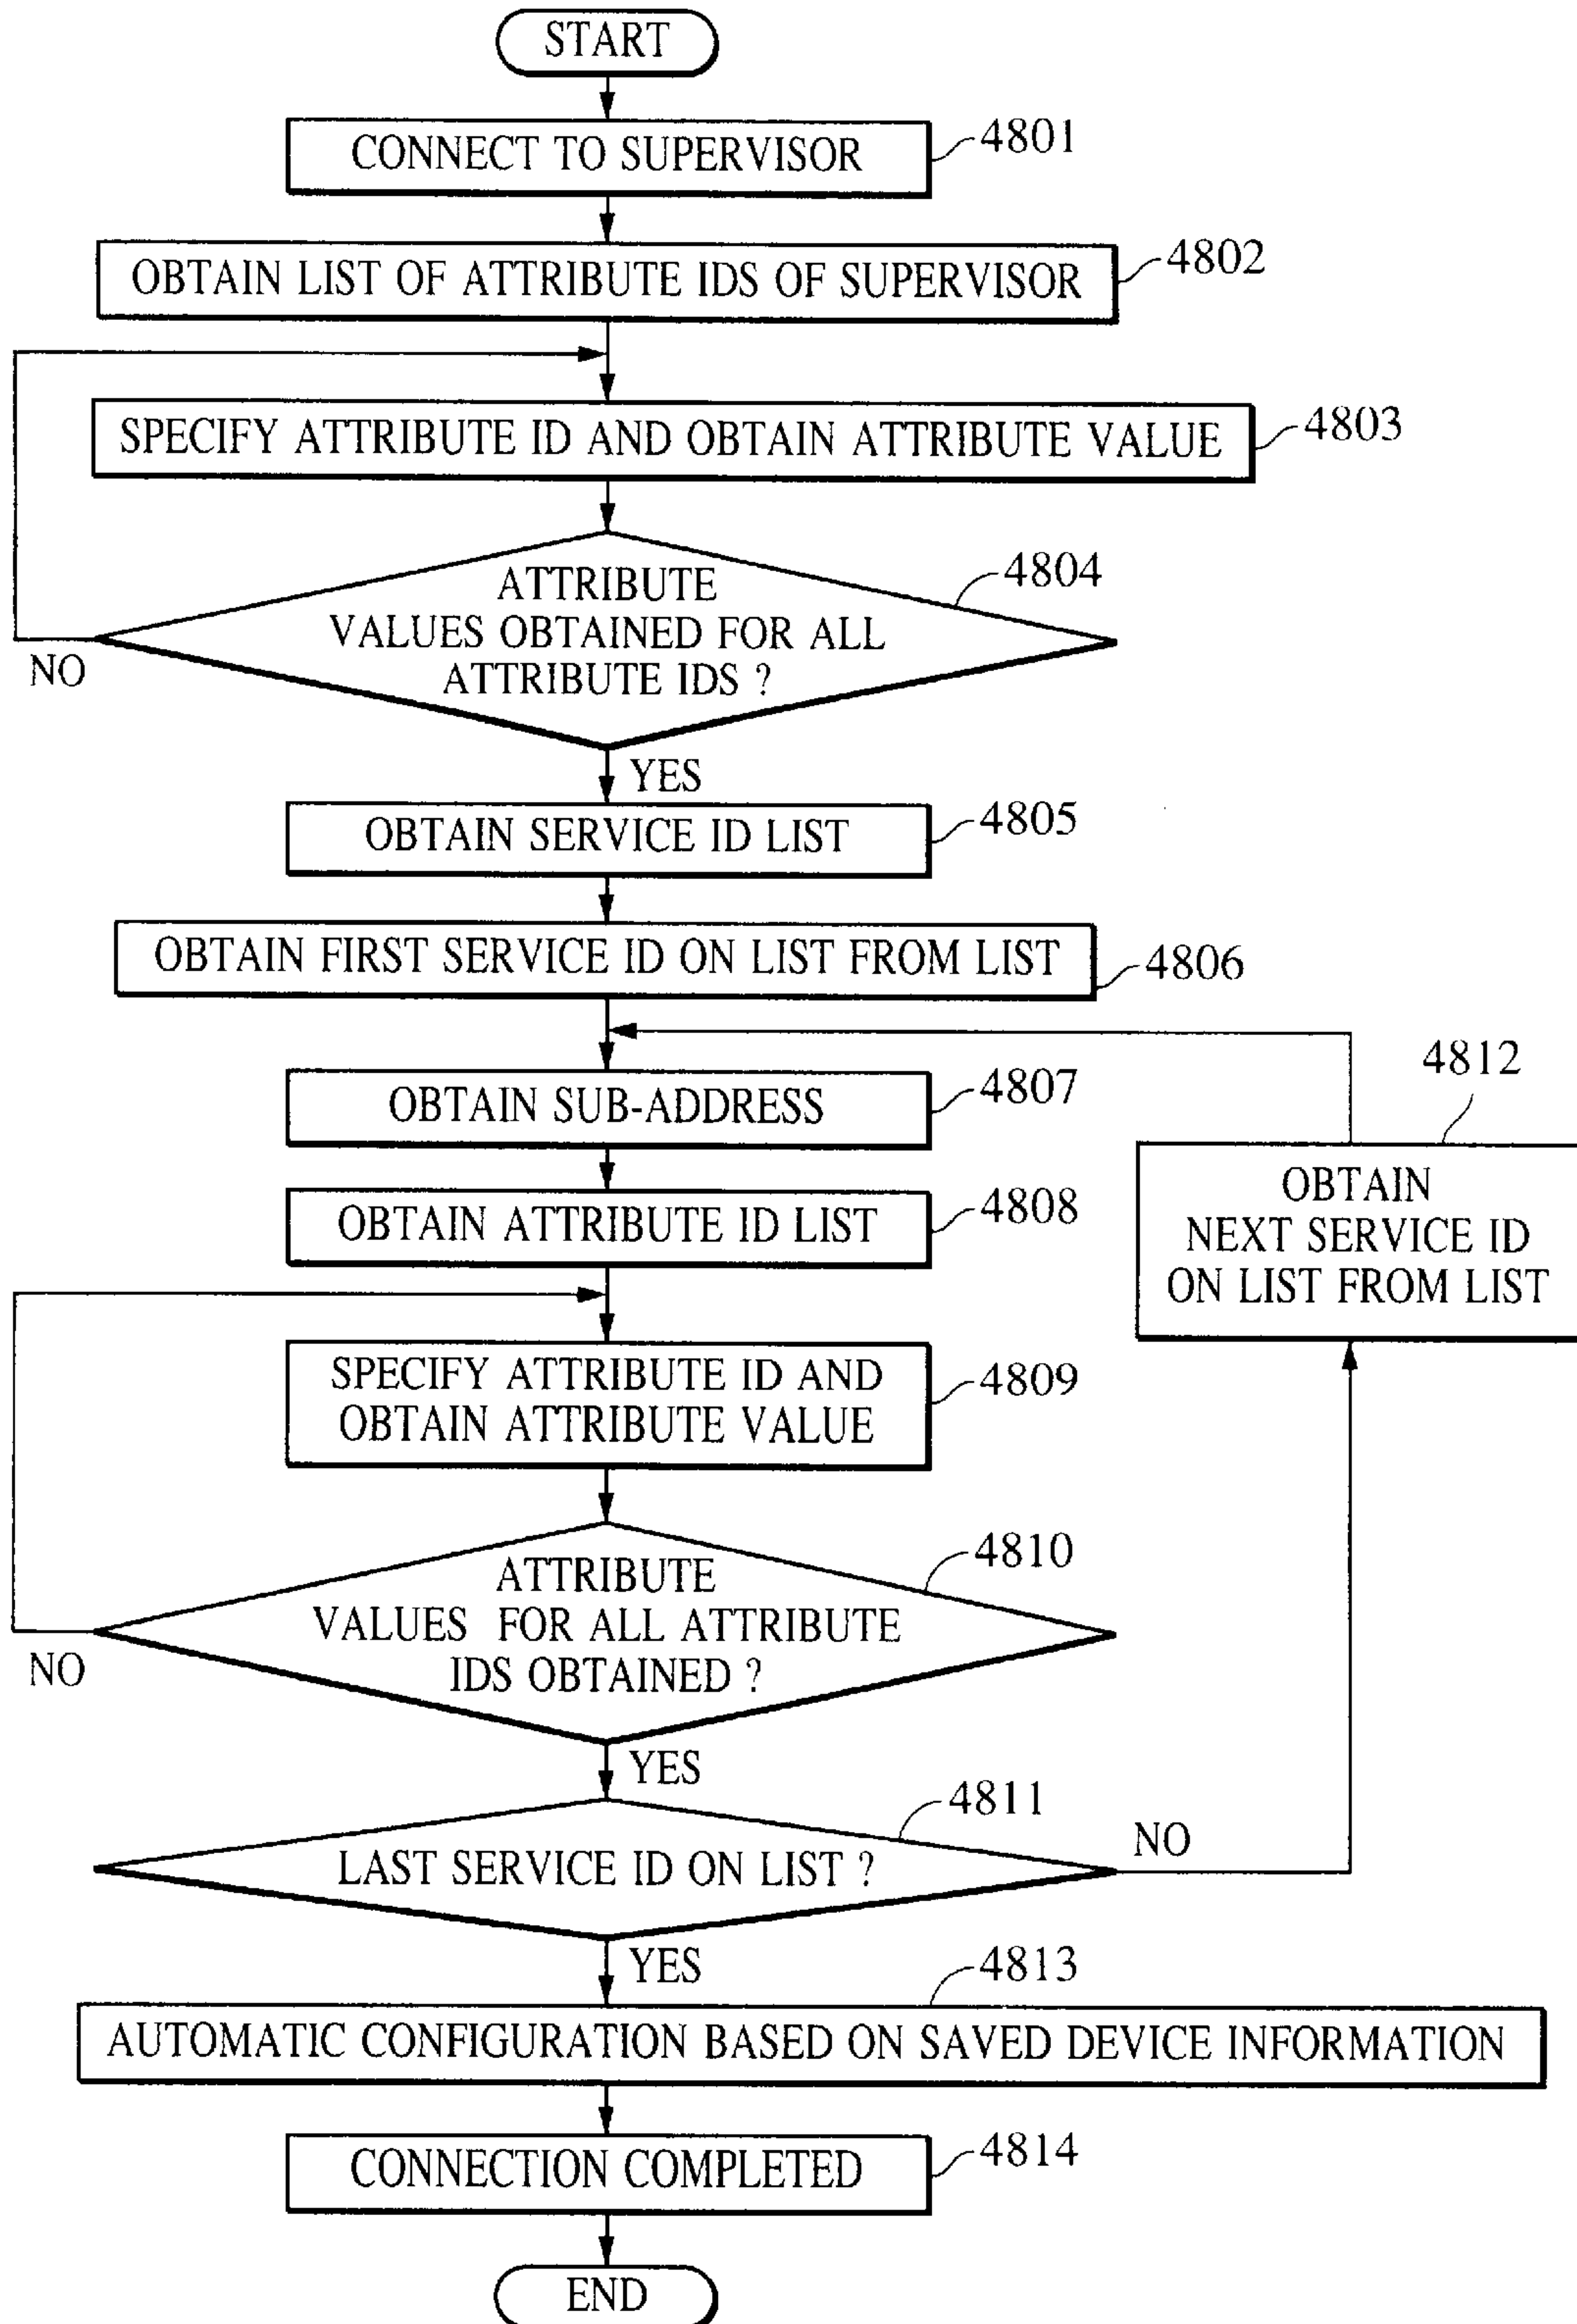 START
CONNECT TO SUPERVISOR
4801
OBTAIN LIST OF ATTRIBUTE IDS OF SUPERVISOR
4802
SPECIFY ATTRIBUTE ID AND OBTAIN ATTRIBUTE VALUE
4803
ATTRIBUTE
VALUES OBTAINED FOR ALL
ATTRIBUTE IDS ?
4804
NO
YES
OBTAIN SERVICE ID LIST
4805
OBTAIN FIRST SERVICE ID ON LIST FROM LIST
4806
OBTAIN SUB-ADDRESS
4807
4812
OBTAIN
NEXT SERVICE ID
ON LIST FROM LIST
OBTAIN ATTRIBUTE ID LIST
4808
SPECIFY ATTRIBUTE ID AND
OBTAIN ATTRIBUTE VALUE
4809
ATTRIBUTE
VALUES FOR ALL ATTRIBUTE
IDS OBTAINED ?
4810
NO
YES
LAST SERVICE ID ON LIST ?
4811
NO
YES
4813
AUTOMATIC CONFIGURATION BASED ON SAVED DEVICE INFORMATION
CONNECTION COMPLETED
4814
END